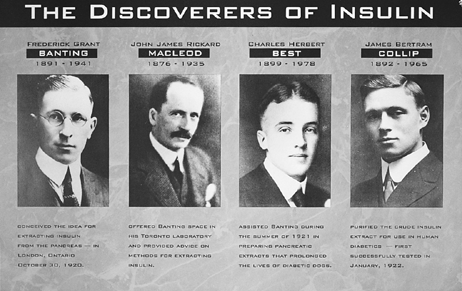 THE DISCOVERERS OF INSULIN
FREDERICK GRANT
BANTING
1891 - 1941
JOHN JAMES RICKARD
MACLEOD
1876 - 1935
CHARLES HERBERT
BEST
1899 - 1978
JAMES BERTRAM
COLLIP
1892 - 1965
CONCEIVED THE IDEA FOR
EXTRACTING INSULIN
FROM THE PANCREAS — IN
LONDON, ONTARIO
OCTOBER 30, 1920.
OFFERED BANTING SPACE IN
HIS TORONTO LABORATORY
AND PROVIDED ADVICE ON
METHODS FOR EXTRACTING
INSULIN.
ASSISTED BANTING DURING
THE SUMMER OF 1921 IN
PREPARING PANCREATIC
EXTRACTS THAT PROLONGED
THE LIVES OF DIABETIC DOGS.
PURIFIED THE CRUDE INSULIN
EXTRACT FOR USE IN HUMAN
DIABETICS — FIRST
SUCCESSFULLY TESTED IN
JANUARY, 1922.